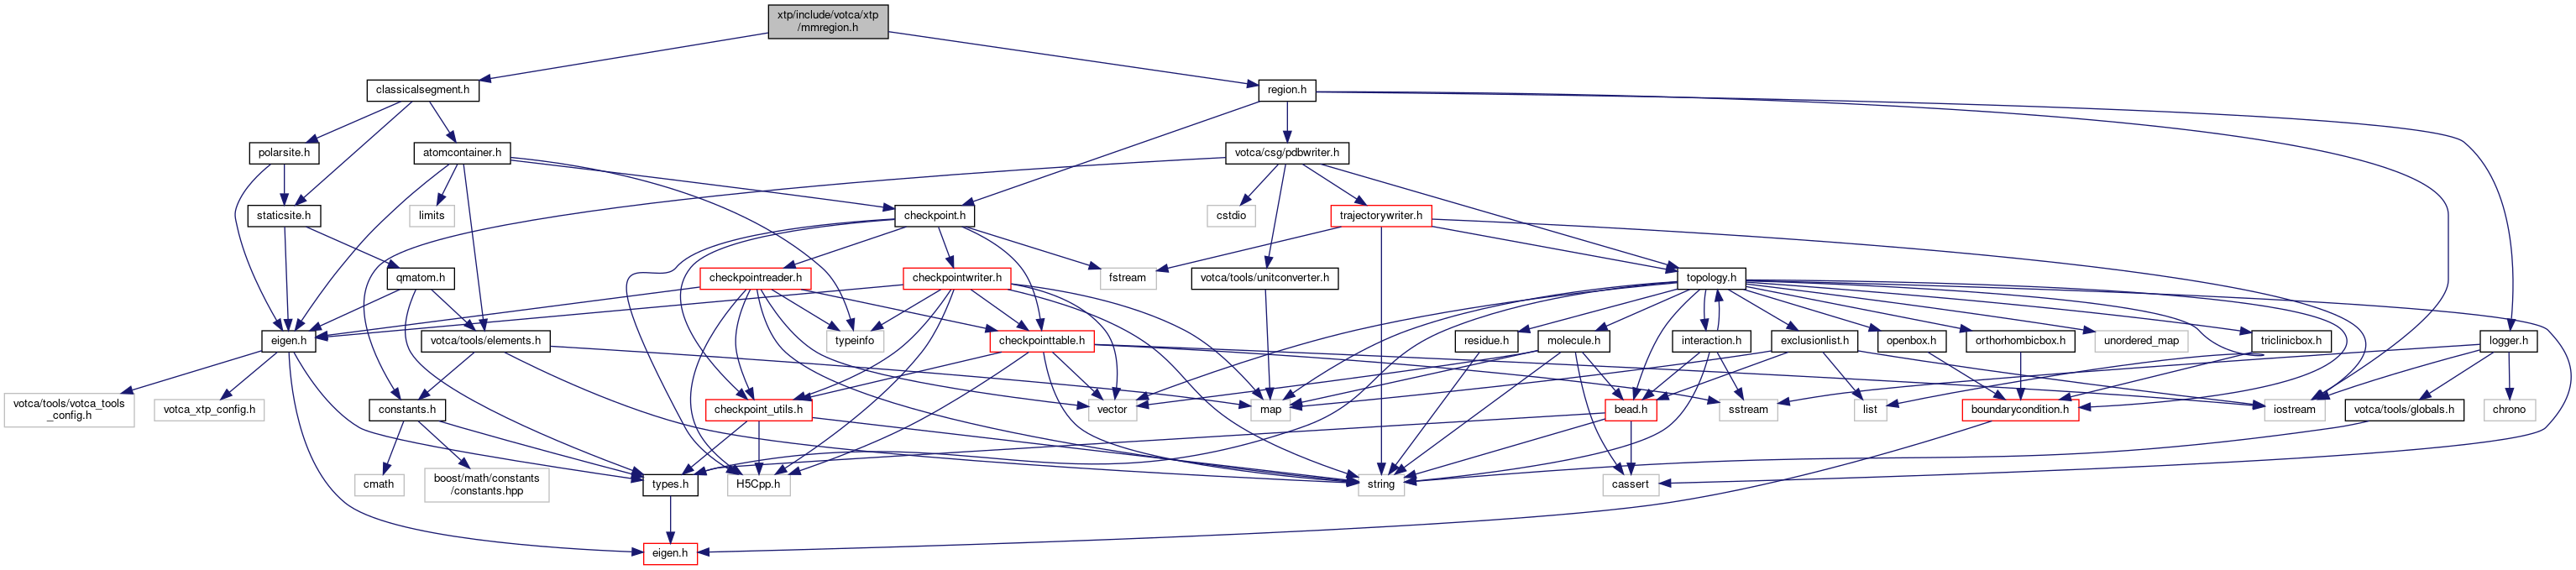 xtp/include/votca/xtp
/mmregion.h
classicalsegment.h
region.h
polarsite.h
atomcontainer.h
votca/csg/pdbwriter.h
staticsite.h
limits
checkpoint.h
cstdio
trajectorywriter.h
qmatom.h
checkpointreader.h
checkpointwriter.h
fstream
votca/tools/unitconverter.h
topology.h
eigen.h
votca/tools/elements.h
typeinfo
checkpointtable.h
residue.h
molecule.h
interaction.h
exclusionlist.h
openbox.h
orthorhombicbox.h
unordered_map
triclinicbox.h
logger.h
votca/tools/votca_tools
_config.h
votca_xtp_config.h
constants.h
checkpoint_utils.h
vector
map
bead.h
sstream
list
boundarycondition.h
iostream
votca/tools/globals.h
chrono
cmath
boost/math/constants
/constants.hpp
types.h
H5Cpp.h
string
cassert
eigen.h